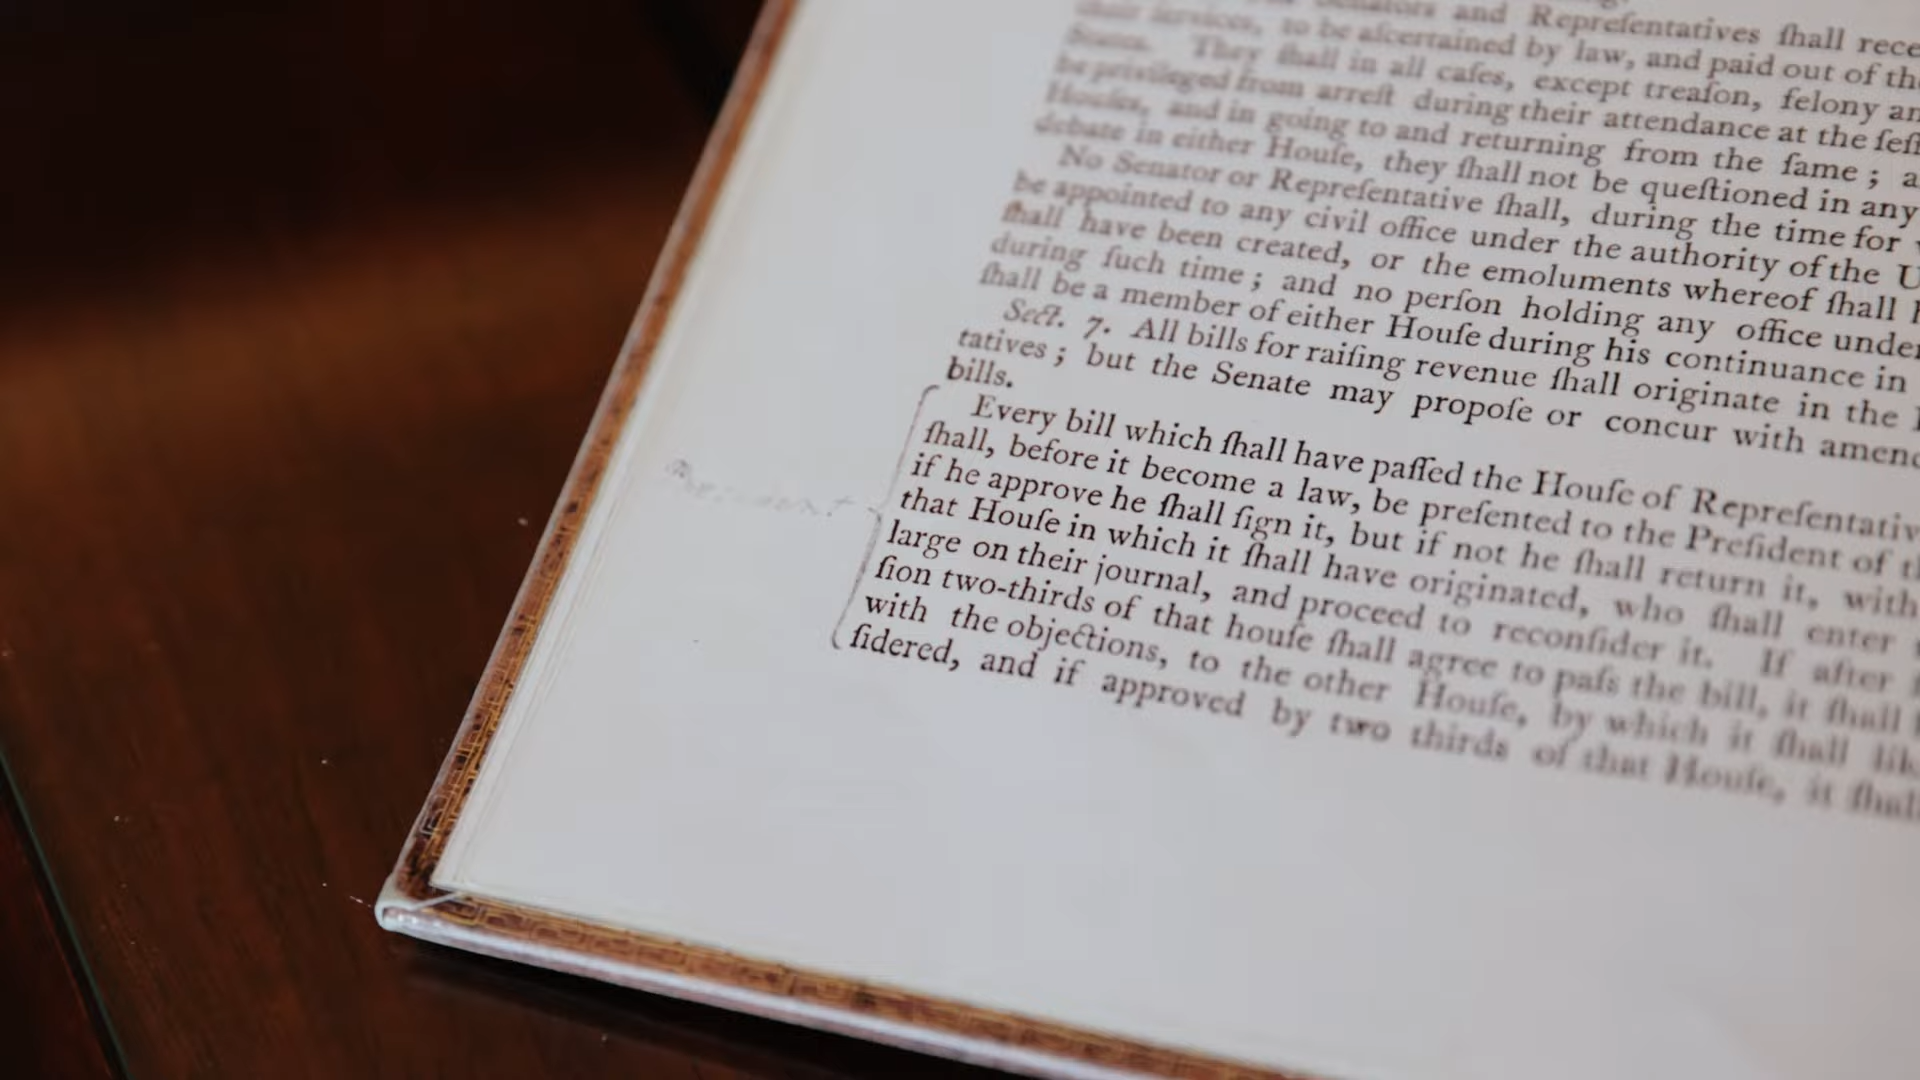 Senators and Repreſentatives ſhall rece
their ſervices, to be aſcertained by law, and paid out of the
States. They ſhall in all caſes, except treaſon, felony an
be privileged from arreſt during their attendance at the ſeſſ
Houſes, and in going to and returning from the ſame; a
debate in either Houſe, they ſhall not be queſtioned in any
No Senator or Repreſentative ſhall, during the time for
be appointed to any civil office under the authority of the U
ſhall have been created, or the emoluments whereof ſhall
during ſuch time; and no perſon holding any office under
ſhall be a member of either Houſe during his continuance in
Sect. 7. All bills for raiſing revenue ſhall originate in the
tatives; but the Senate may propoſe or concur with amend
bills.
Every bill which ſhall have paſſed the Houſe of Repreſentativ
ſhall, before it become a law, be preſented to the Preſident of th
if he approve he ſhall ſign it, but if not he ſhall return it, with
that Houſe in which it ſhall have originated, who ſhall enter
large on their journal, and proceed to reconſider it. If after
ſion two-thirds of that houſe ſhall agree to paſs the bill, it ſhall
with the objections, to the other Houſe, by which it ſhall lik
President
ſidered, and if approved by two thirds of that Houſe, it ſhal